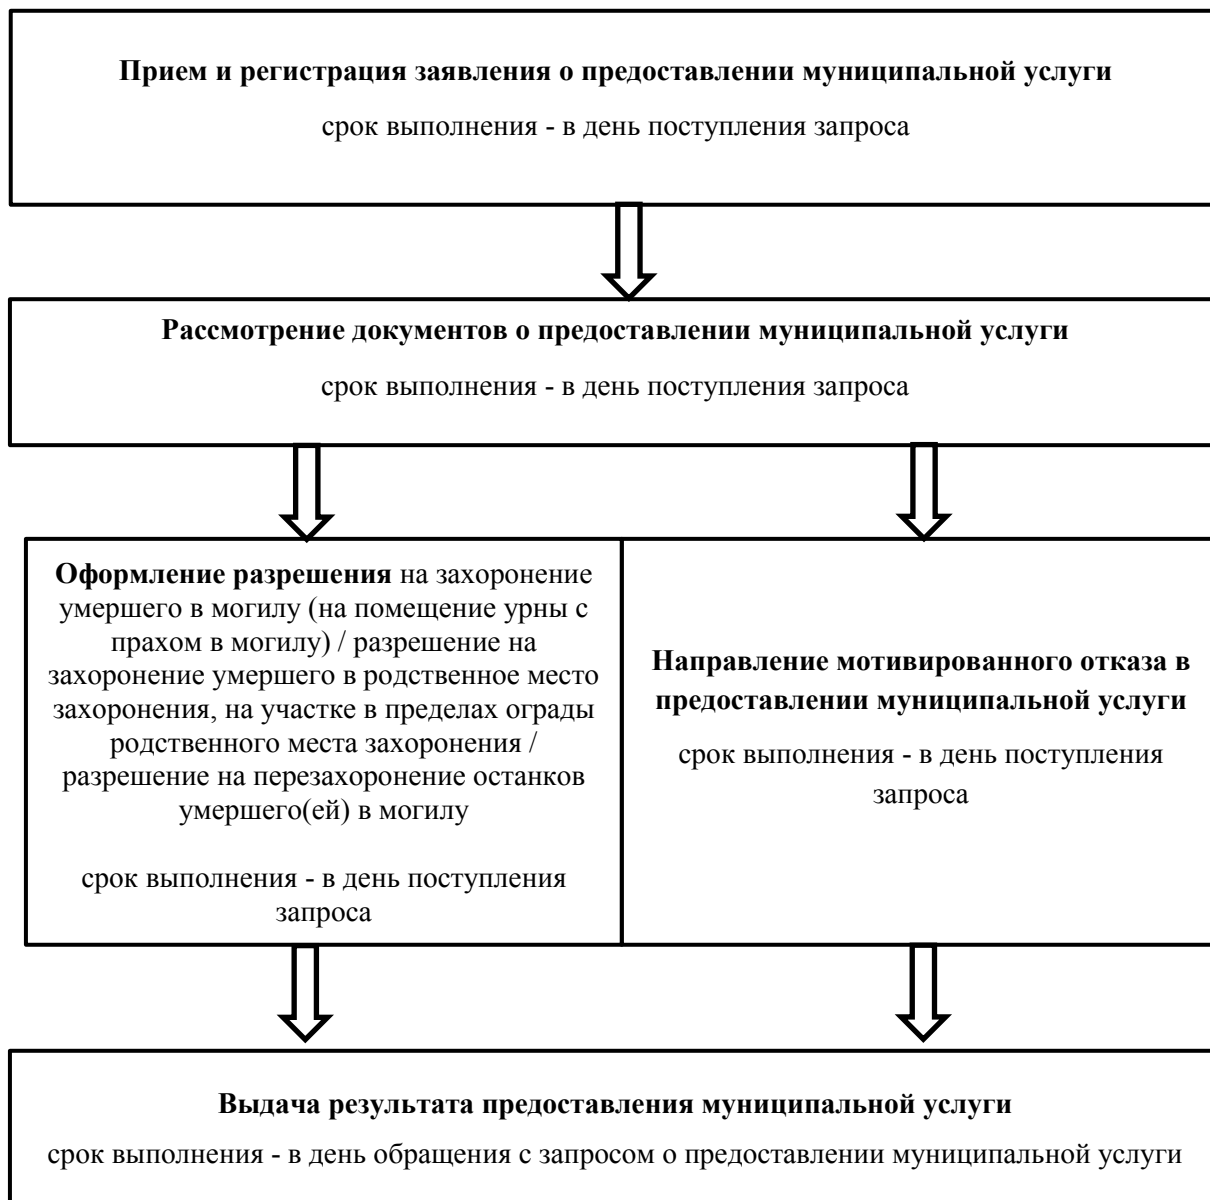 Прием и регистрация заявления о предоставлении муниципальной услуги
срок выполнения - в день поступления запроса
Рассмотрение документов о предоставлении муниципальной услуги
срок выполнения - в день поступления запроса
Оформление разрешения на захоронение
умершего в могилу (на помещение урны с
прахом в могилу) / разрешение на
захоронение умершего в родственное место
захоронения, на участке в пределах ограды
родственного места захоронения /
разрешение на перезахоронение останков
умершего(ей) в могилу
срок выполнения - в день поступления
запроса
Направление мотивированного отказа в
предоставлении муниципальной услуги
срок выполнения - в день поступления
запроса
Выдача результата предоставления муниципальной услуги
срок выполнения - в день обращения с запросом о предоставлении муниципальной услуги